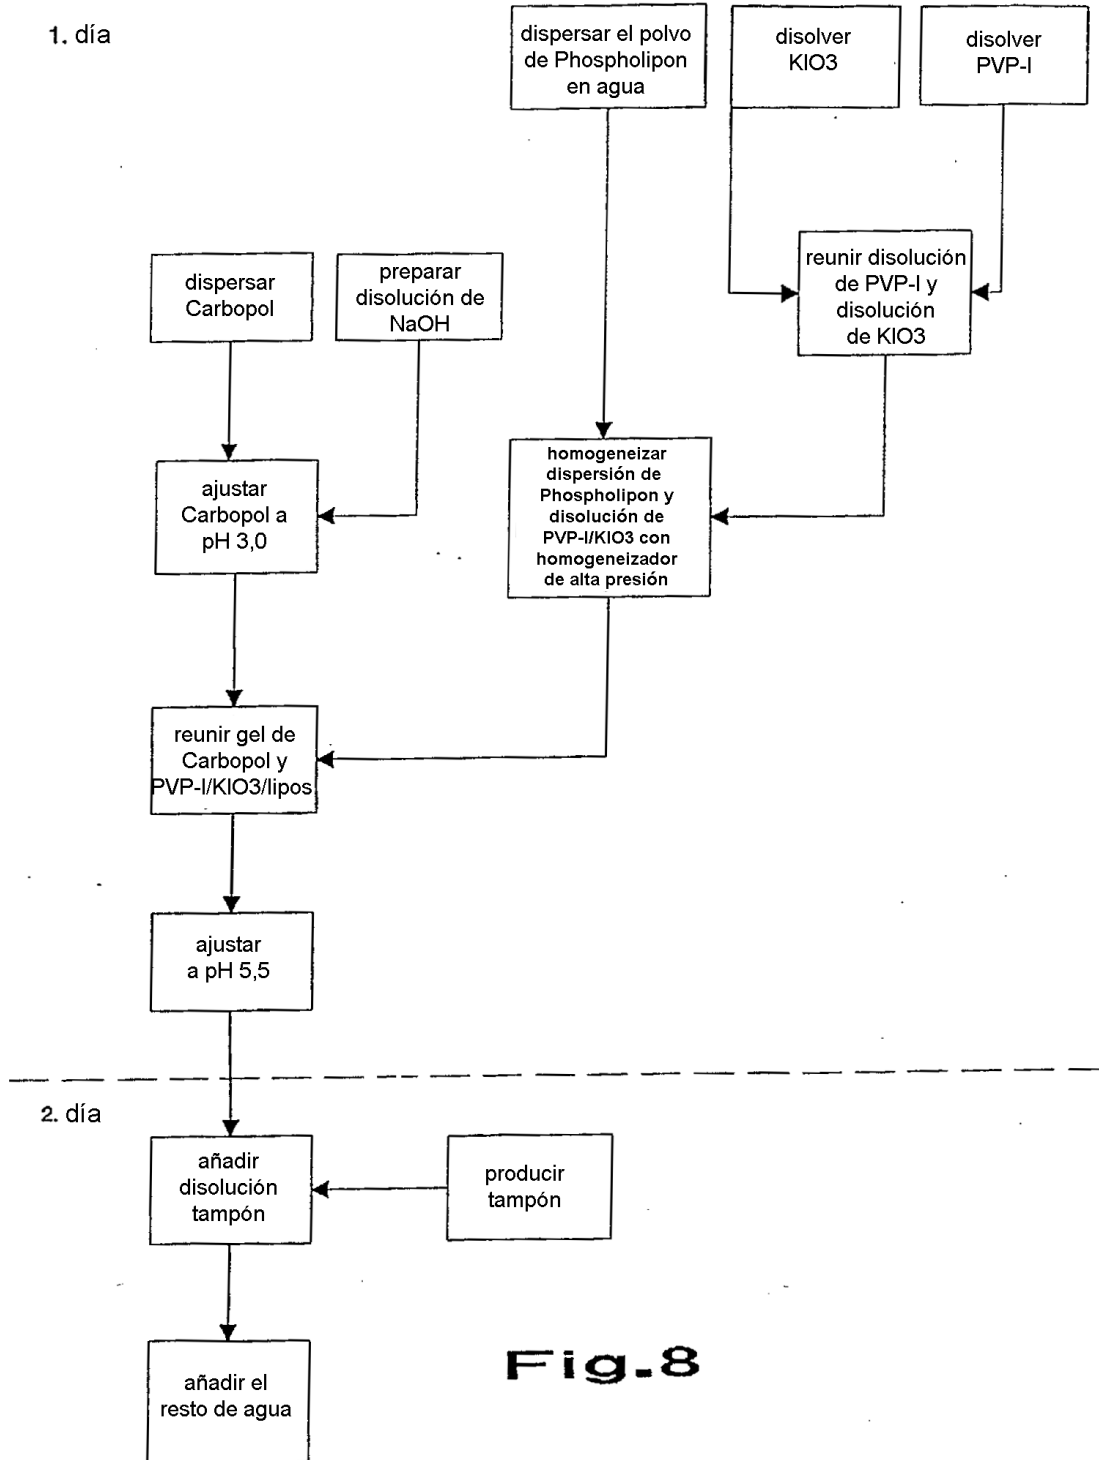 1. día
dispersar el polvo
de Phospholipon
en agua
disolver
KIO3
disolver
PVP-I
reunir disolución
de PVP-I y
disolución
de KIO3
dispersar
Carbopol
preparar
disolución de
NaOH
ajustar
Carbopol a
pH 3,0
homogeneizar
dispersión de
Phospholipon y
disolución de
PVP-I/KIO3 con
homogeneizador
de alta presión
reunir gel de
Carbopol y
PVP-I/KIO3/lipos
ajustar
a pH 5,5
2. día
añadir
disolución
tampón
producir
tampón
añadir el
resto de agua
Fig.8